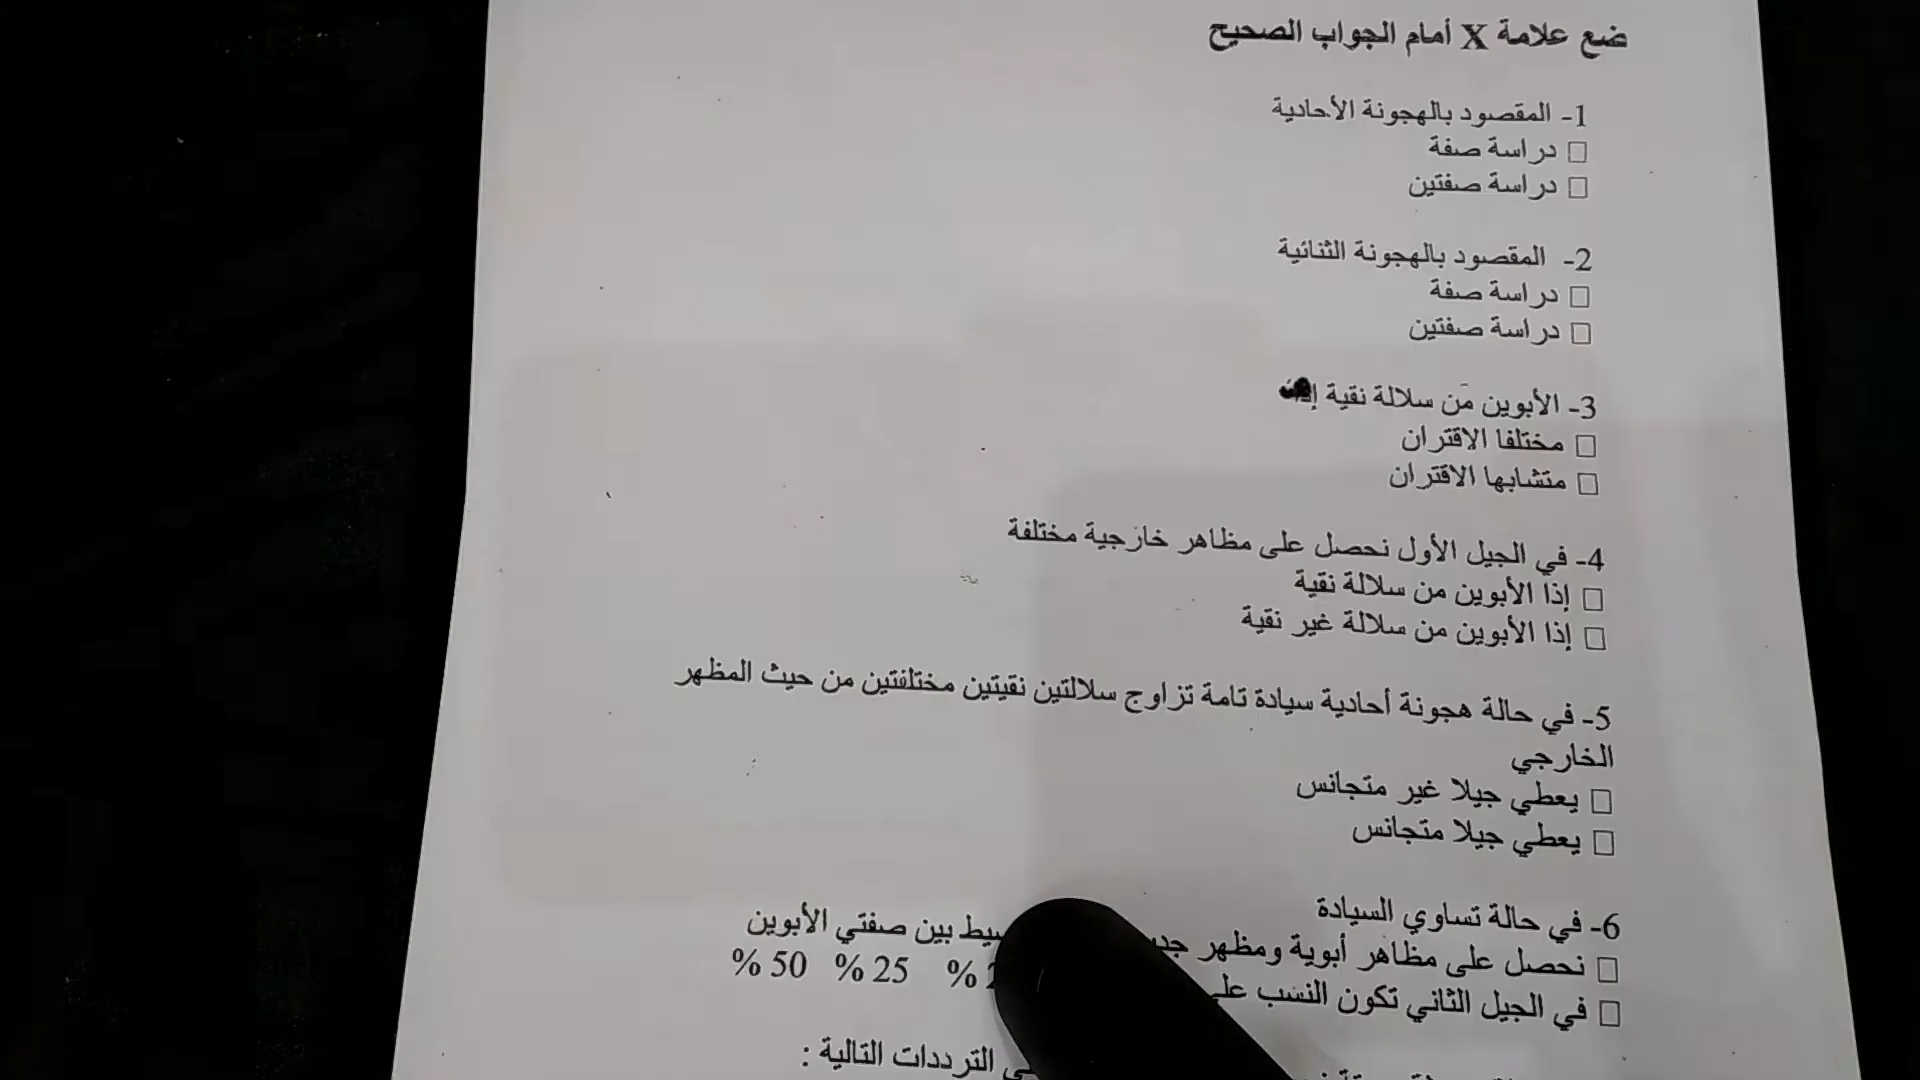 ضع علامة X أمام الجواب الصحيح
1- المقصود بالهجونة الأحادية
□ دراسة صفة
□ دراسة صفتين
2- المقصود بالهجونة الثنائية
□ دراسة صفة
□ دراسة صفتين
3- الأبوين من سلالة نقية
□ مختلفا الاقتران
□ متشابها الاقتران
4- في الجيل الأول نحصل على مظاهر خارجية مختلفة
□ إذا الأبوين من سلالة نقية
□ إذا الأبوين من سلالة غير نقية
5- في حالة هجونة أحادية سيادة تامة تزاوج سلالتين نقيتين مختلفتين من حيث المظهر
الخارجي
□ يعطي جيلا غير متجانس
□ يعطي جيلا متجانس
6- في حالة تساوي السيادة
□ نحصل على مظاهر أبوية ومظهر بين صفتي الأبوين
□ في الجيل الثاني تكون النسب % 25 % 50 %
الترددات التالية :